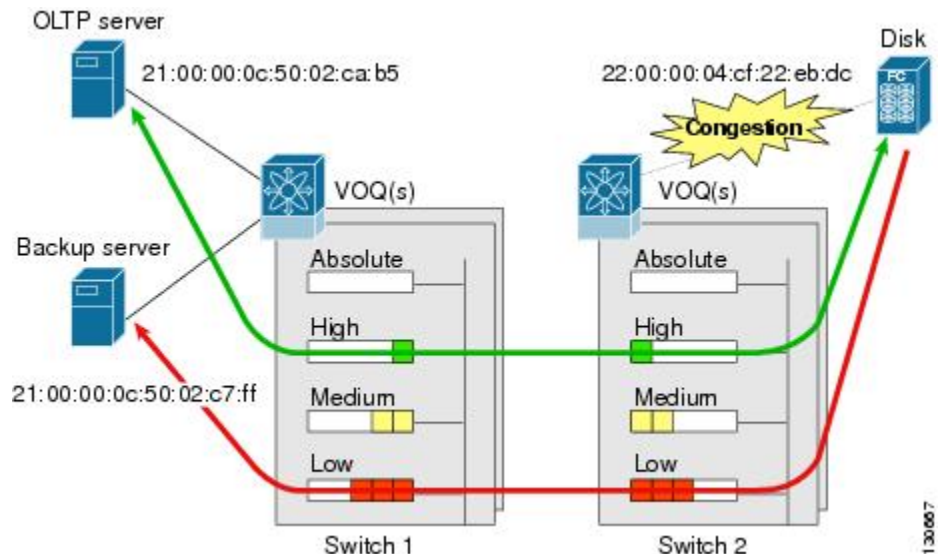 OLTP server
21:00:00:0c:50:02:ca:b5
22:00:00:04:cf:22:eb:dc
Disk
FC
Congestion
VOQ(s)
VOQ(s)
Backup server
21:00:00:0c:50:02:c7:ff
Absolute
High
Medium
Low
Switch 1
Absolute
High
Medium
Low
Switch 2
130667